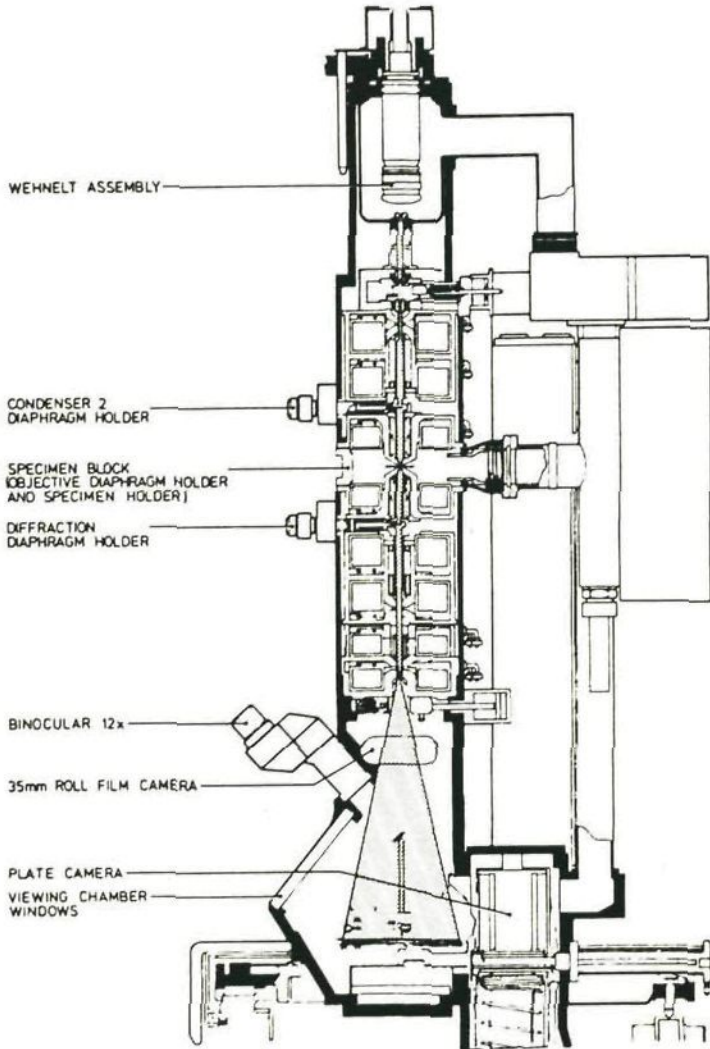 WEHNELT ASSEMBLY
CONDENSER 2
DIAPHRAGM HOLDER
SPECIMEN BLOCK
(OBJECTIVE DIAPHRAGM HOLDER
AND SPECIMEN HOLDER)
DIFFRACTION
DIAPHRAGM HOLDER
BINOCULAR 12x
35mm ROLL FILM CAMERA
PLATE CAMERA
VIEWING CHAMBER
WINDOWS